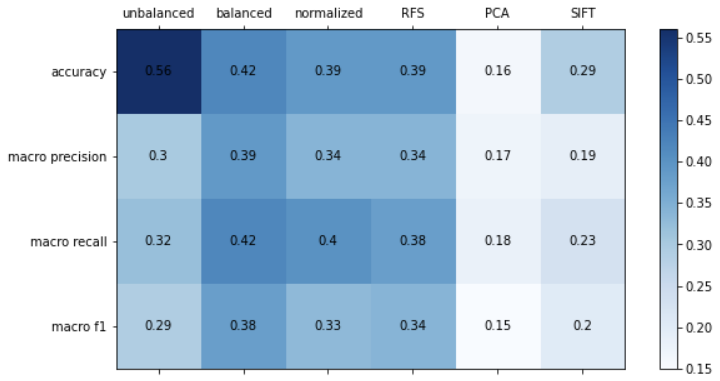 unbalanced balanced normalized RFS PCA SIFT
accuracy 0.56 0.42 0.39 0.39 0.16 0.29
macro precision 0.3 0.39 0.34 0.34 0.17 0.19
macro recall 0.32 0.42 0.4 0.38 0.18 0.23
macro f1 0.29 0.38 0.33 0.34 0.15 0.2
0.55
0.50
0.45
0.40
0.35
0.30
0.25
0.20
0.15